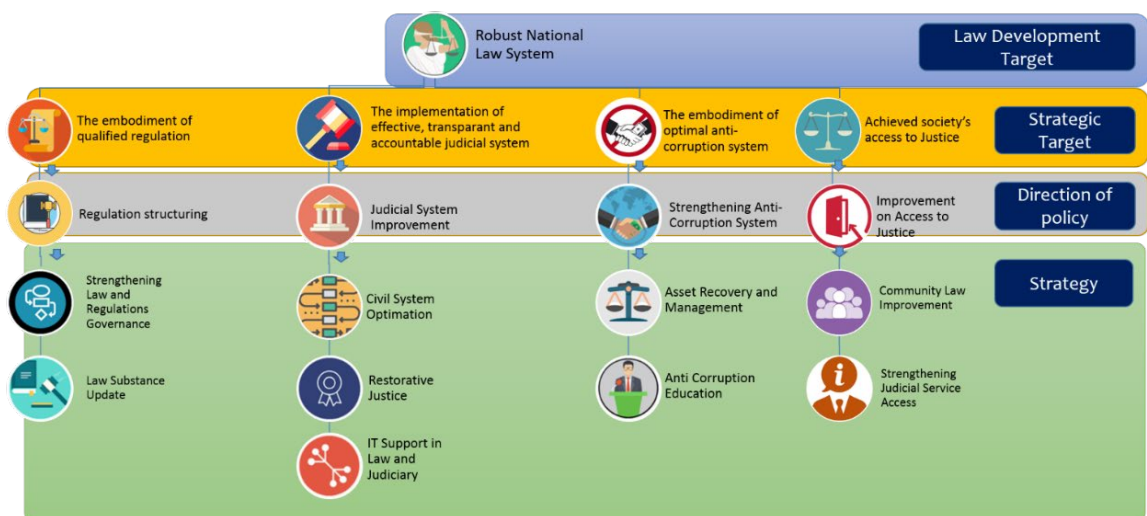 Robust National
Law System
Law Development
Target
The embodiment of
qualified regulation
The implementation of
effective, transparant and
accountable judicial system
The embodiment of
optimal anti-
corruption system
Achieved society's
access to Justice
Strategic
Target
Regulation structuring
Judicial System
Improvement
Strengthening Anti-
Corruption System
Improvement
on Access to
Justice
Direction of
policy
Strengthening
Law and
Regulations
Governance
Civil System
Optimation
Asset Recovery and
Management
Community Law
Improvement
Strategy
Law Substance
Update
Restorative
Justice
Anti Corruption
Education
Strengthening
Judicial Service
Access
IT Support in
Law and
Judiciary